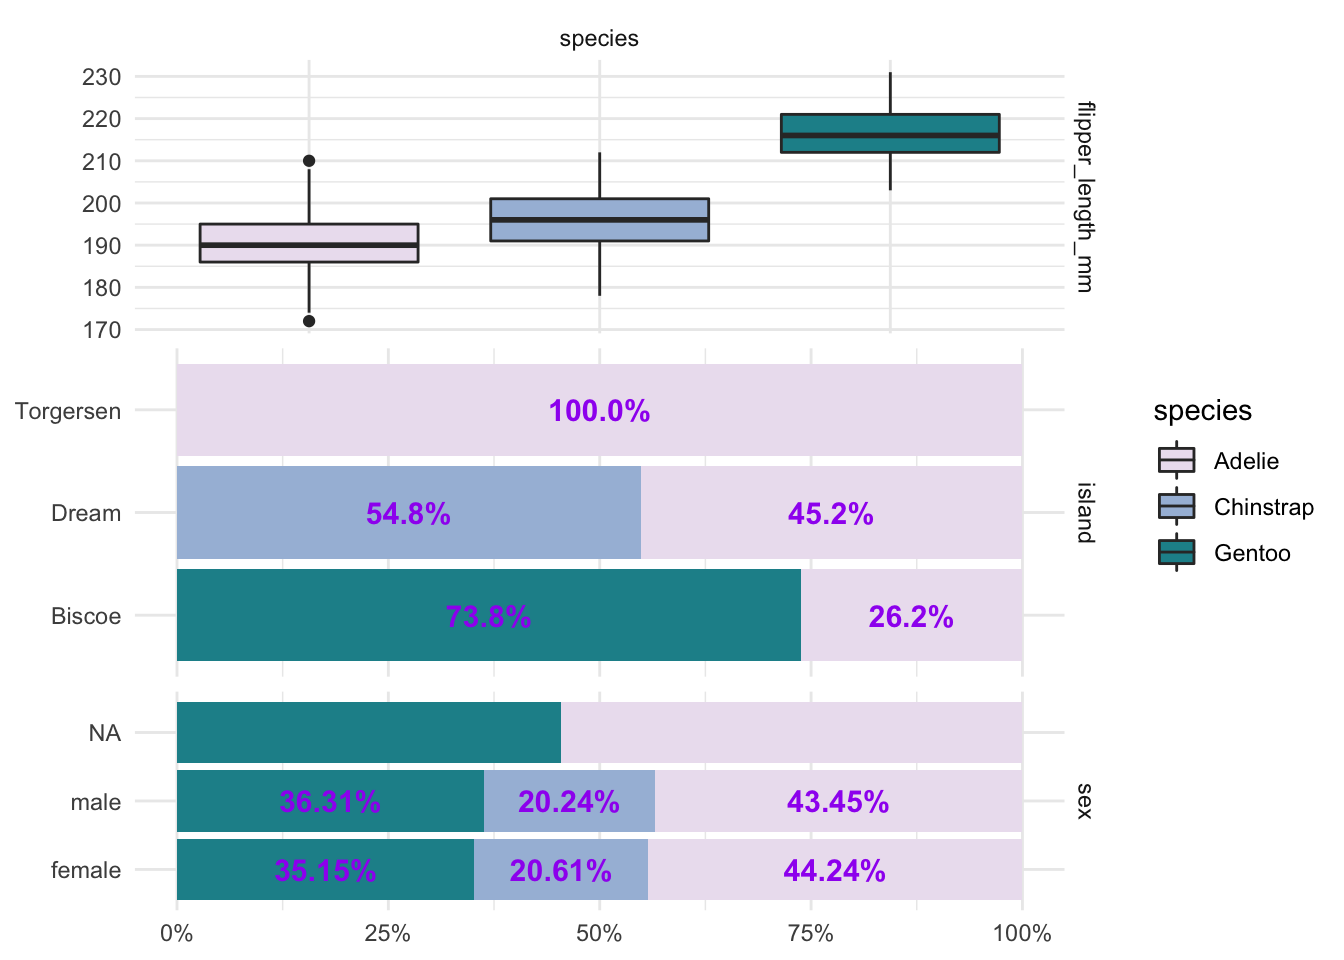 species
230
220
210
200
190
180
170
flipper_length_mm
Torgersen
100.0%
Dream
54.8% 45.2%
Biscoe
73.8% 26.2%
island
NA
male
36.31% 20.24% 43.45%
female
35.15% 20.61% 44.24%
sex
0% 25% 50% 75% 100%
species
Adelie
Chinstrap
Gentoo